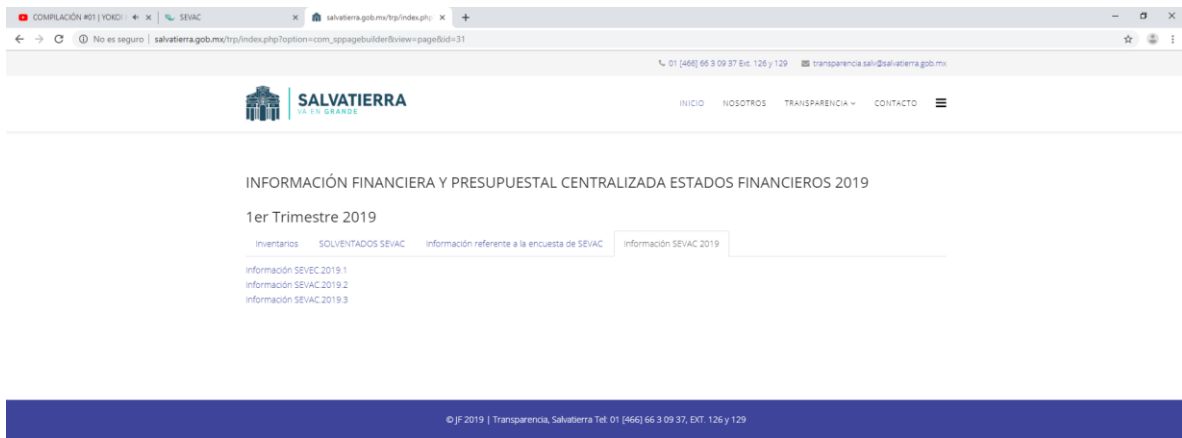 COMPILACIÓN #01 | YOKOI
SEVAC
salvatierra.gob.mx/trp/index.php
No es seguro | salvatierra.gob.mx/trp/index.php?option=com_sppagebuilder&view=page&id=31
01 [466] 66 3 09 37 Ext. 126 y 129 transparencia.salv@salvatierra.gob.mx
SALVATIERRA
VA EN GRANDE
INICIO NOSOTROS TRANSPARENCIA CONTACTO
INFORMACIÓN FINANCIERA Y PRESUPUESTAL CENTRALIZADA ESTADOS FINANCIEROS 2019
1er Trimestre 2019
Inventarios SOLVENTADOS SEVAC Información referente a la encuesta de SEVAC Información SEVAC 2019
Información SEVEC.2019.1
Información SEVAC.2019.2
Información SEVAC.2019.3
© JF 2019 | Transparencia, Salvatierra Tel: 01 [466] 66 3 09 37, EXT. 126 y 129